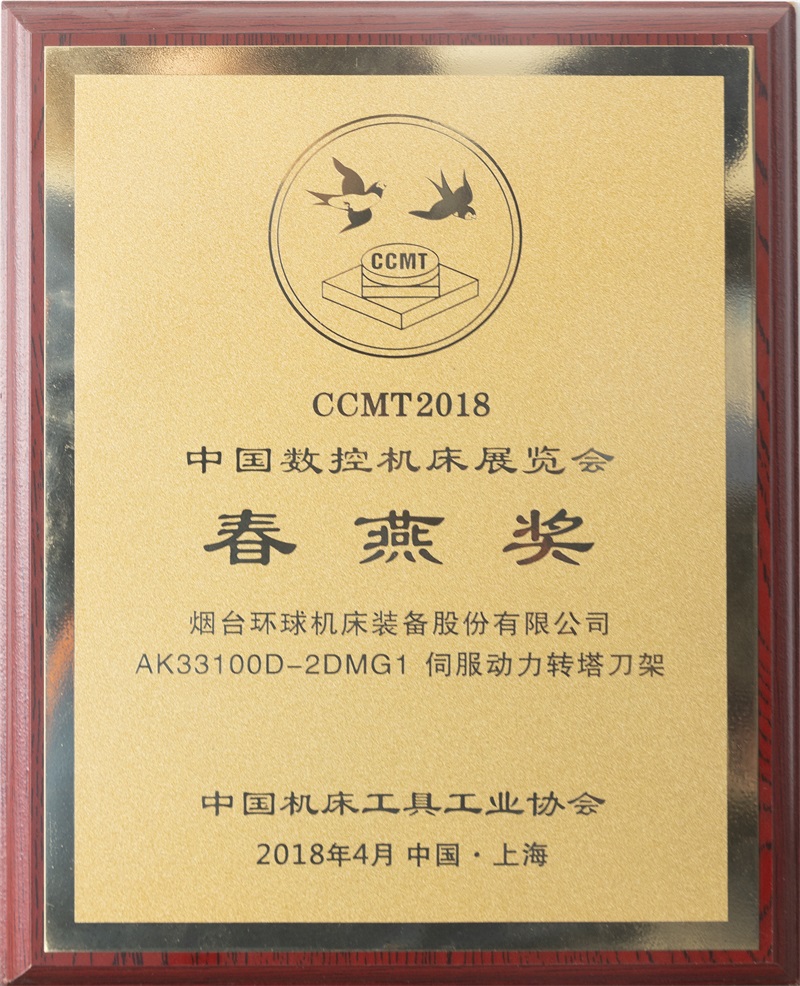 CCMT
CCMT2018
中国数控机床展览会
春燕奖
烟台环球机床装备股份有限公司
AK33100D-2DMG1 伺服动力转塔刀架
中国机床工具工业协会
2018年4月 中国·上海